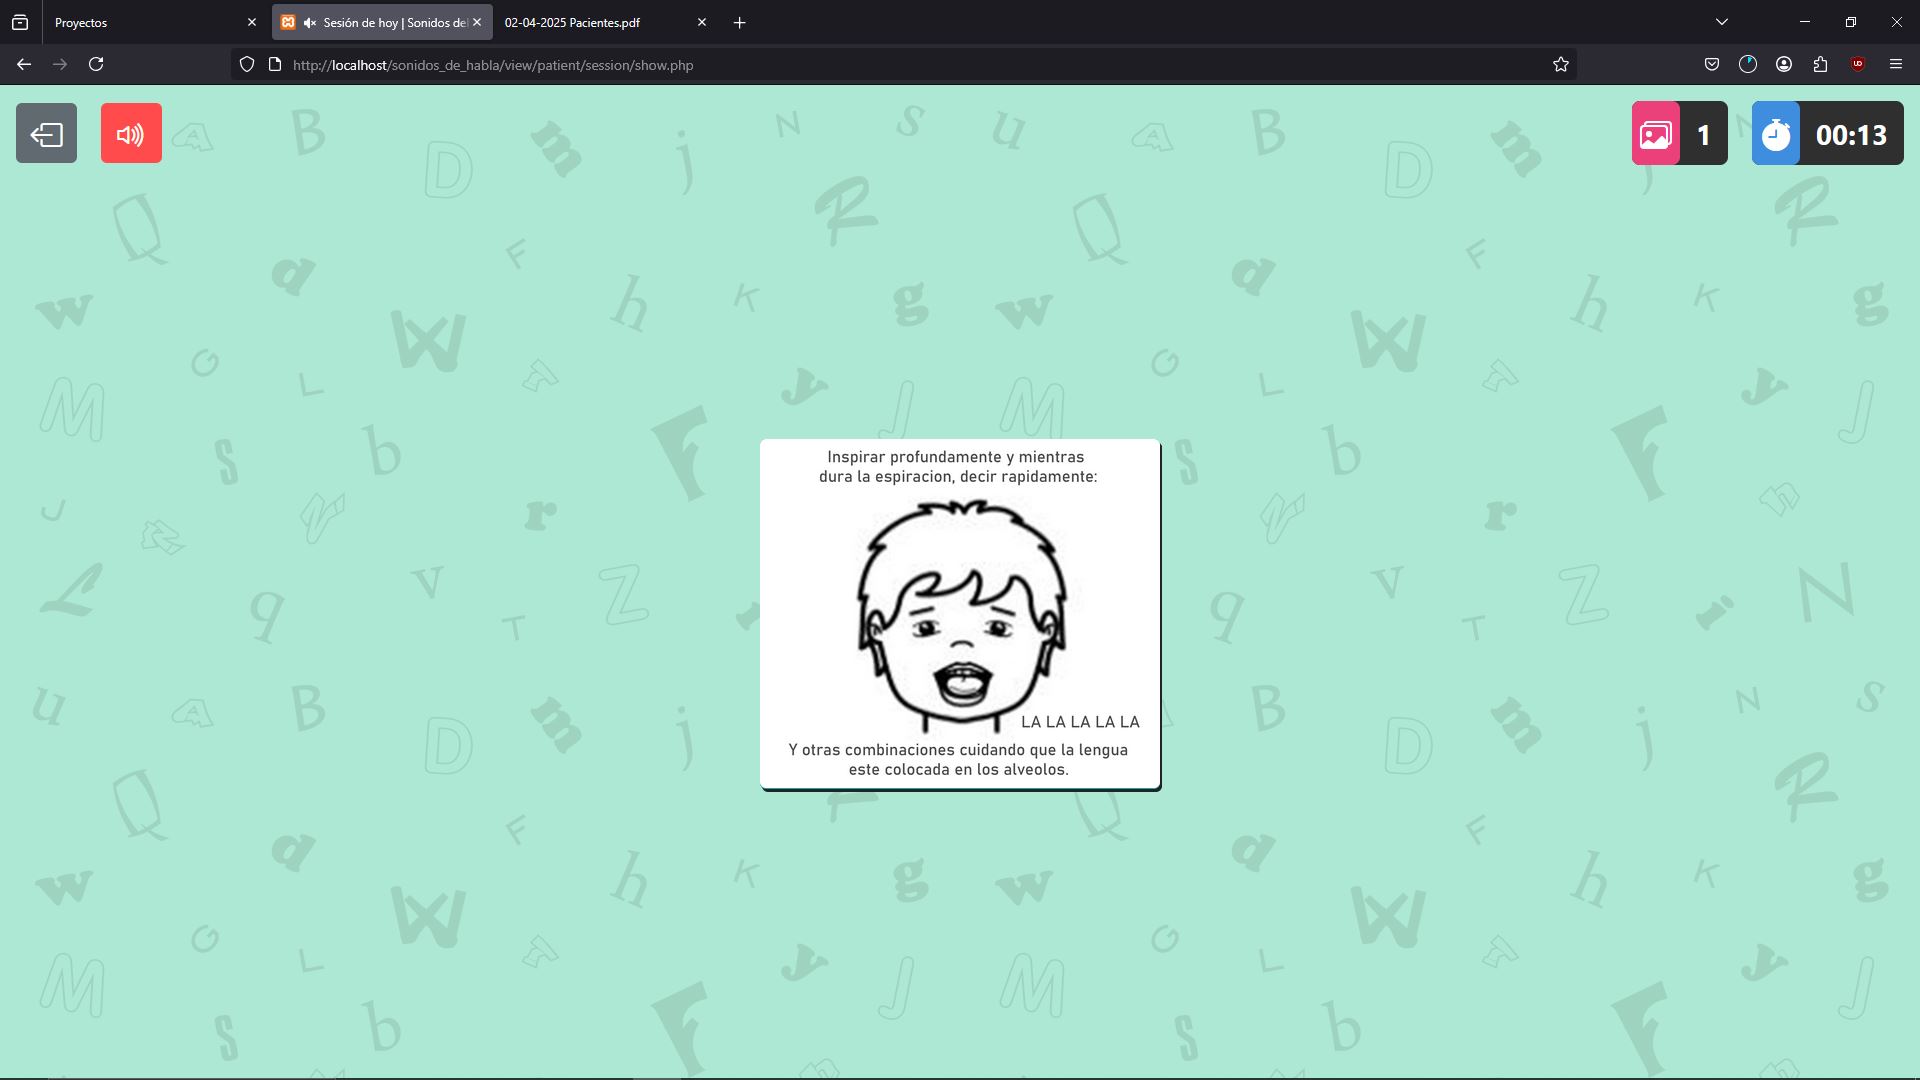 Proyectos
Sesión de hoy | Sonidos del
02-04-2025 Pacientes.pdf
http://localhost/sonidos_de_habla/view/patient/session/show.php
1
00:13
Inspirar profundamente y mientras
dura la espiracion, decir rapidamente:
LA LA LA LA LA
Y otras combinaciones cuidando que la lengua
este colocada en los alveolos.